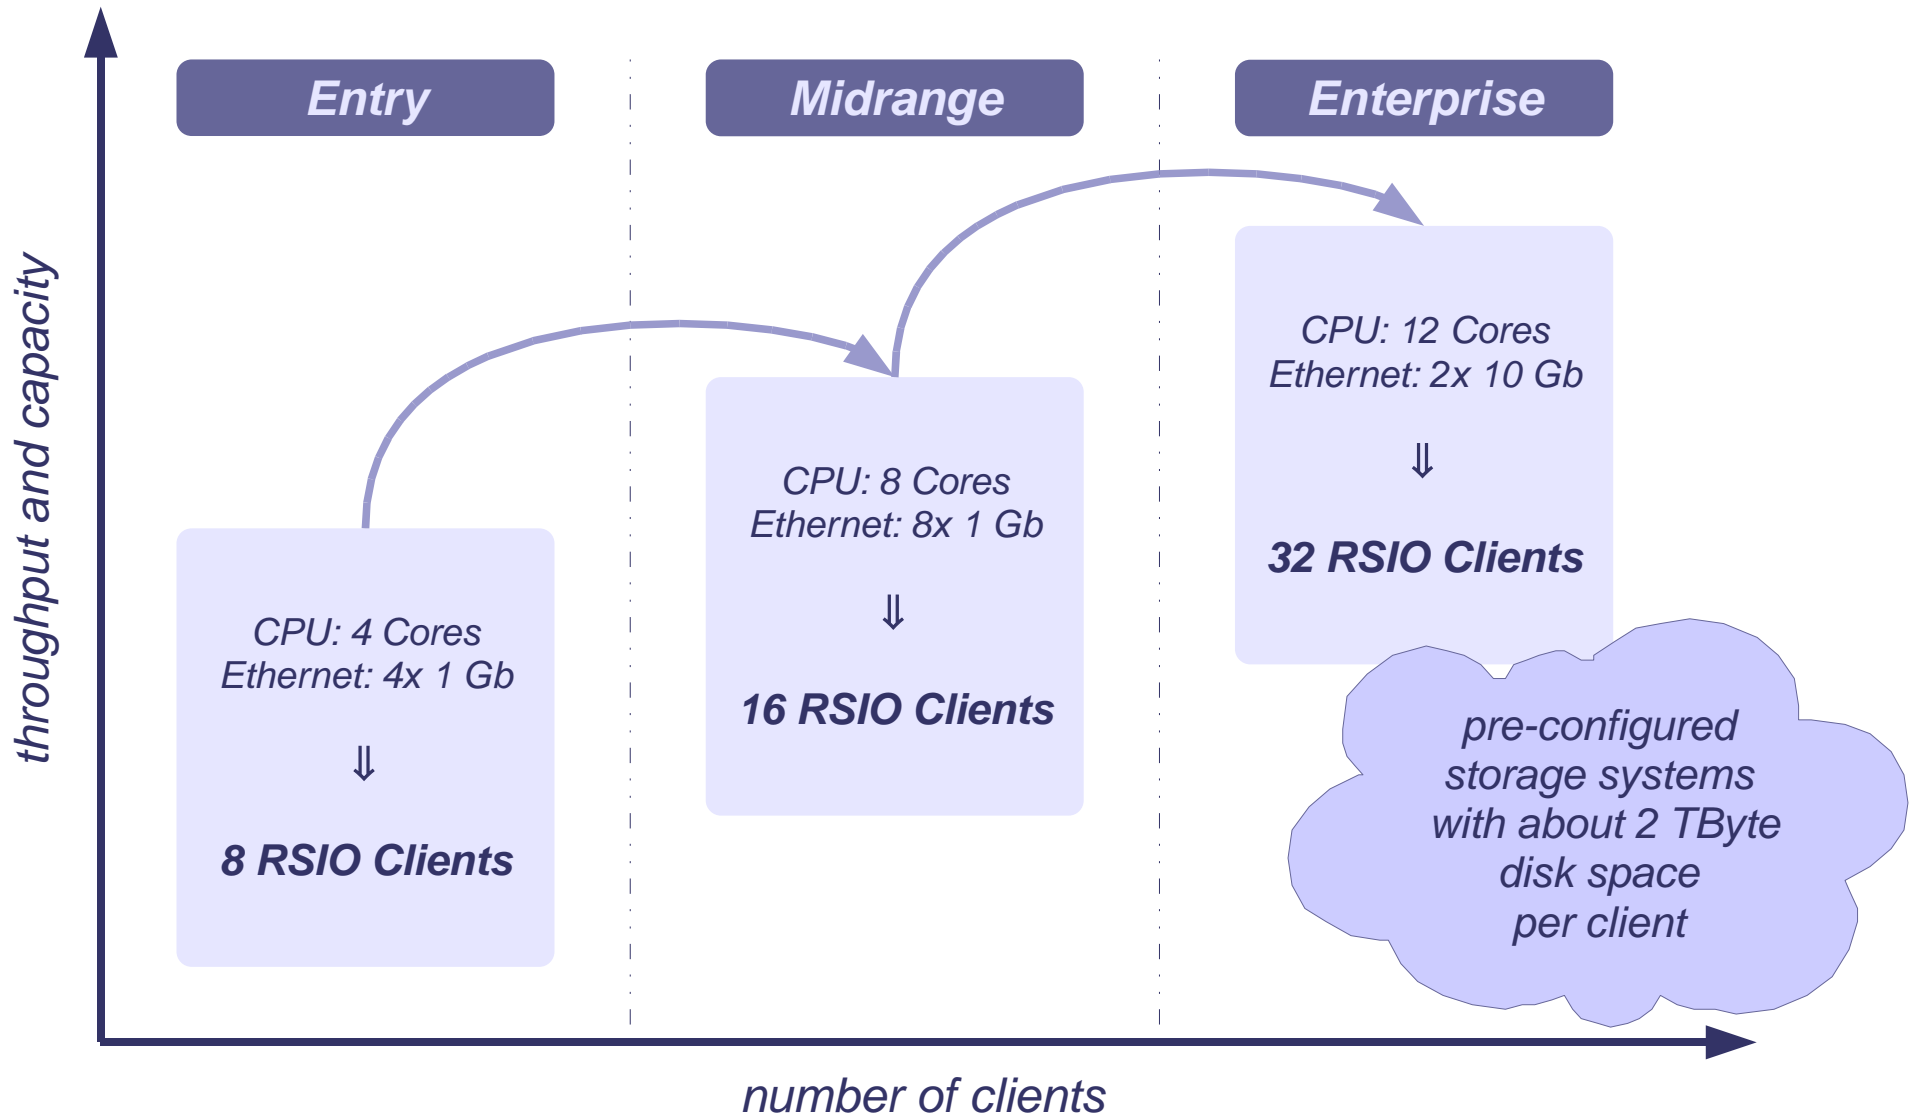 Entry
Midrange
Enterprise
throughput and capacity
CPU: 4 Cores
Ethernet: 4x 1 Gb
⇓
8 RSIO Clients
CPU: 8 Cores
Ethernet: 8x 1 Gb
⇓
16 RSIO Clients
CPU: 12 Cores
Ethernet: 2x 10 Gb
⇓
32 RSIO Clients
pre-configured
storage systems
with about 2 TByte
disk space
per client
number of clients